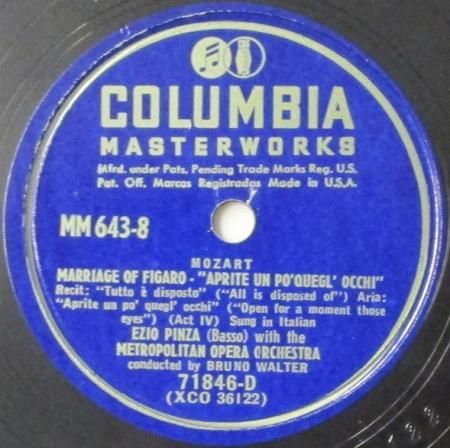 COLUMBIA
MASTERWORKS
Mfrd. under Pats. Pending Trade Marks Reg. U.S.
Pat. Off. Marcas Registradas Made in U.S.A.
MM 643-8
MOZART
MARRIAGE OF FIGARO - "APRITE UN PO'QUEGL' OCCHI"
Recit: "Tutto è disposto" ("All is disposed of") Aria:
"Aprite un po' quegl' occhi" ("Open for a moment those
eyes") (Act IV) Sung in Italian
EZIO PINZA (Basso) with the
METROPOLITAN OPERA ORCHESTRA
conducted by BRUNO WALTER
71846-D
(XCO 36122)